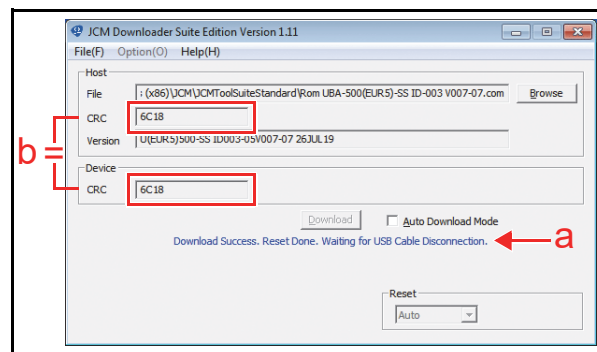 JCM Downloader Suite Edition Version 1.11
File(F) Option(O) Help(H)
Host
File : (x86)\JCM\JCMToolSuiteStandard\Rom UBA-500(EUR5)-SS ID-003 V007-07.com Browse
CRC 6C18
b =
Version U(EUR5)500-SS ID003-05V007-07 26JUL19
Device
CRC 6C18
Download Auto Download Mode
Download Success. Reset Done. Waiting for USB Cable Disconnection. a
Reset
Auto